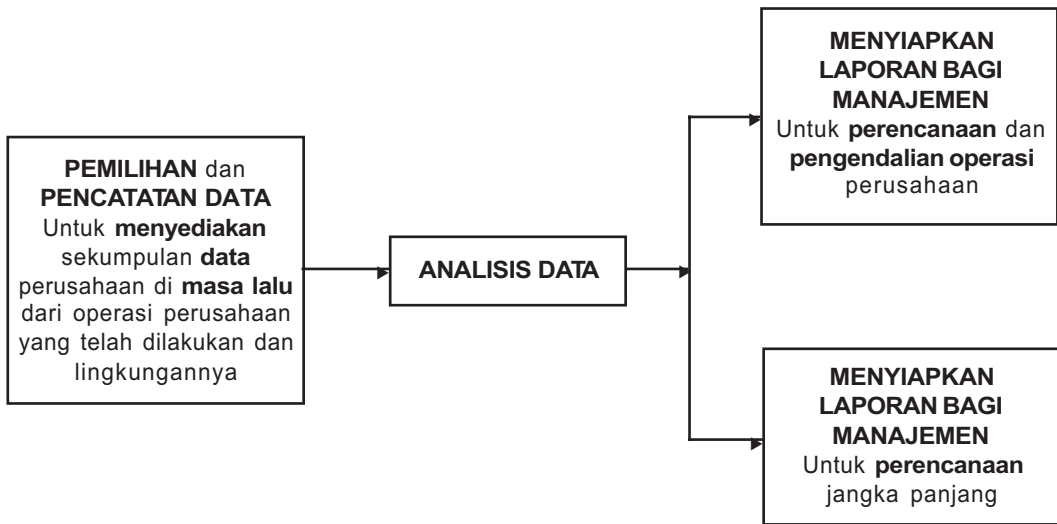 PEMILIHAN dan
PENCATATAN DATA
Untuk menyediakan
sekumpulan data
perusahaan di masa lalu
dari operasi perusahaan
yang telah dilakukan dan
lingkungannya
ANALISIS DATA
MENYIAPKAN
LAPORAN BAGI
MANAJEMEN
Untuk perencanaan dan
pengendalian operasi
perusahaan
MENYIAPKAN
LAPORAN BAGI
MANAJEMEN
Untuk perencanaan
jangka panjang